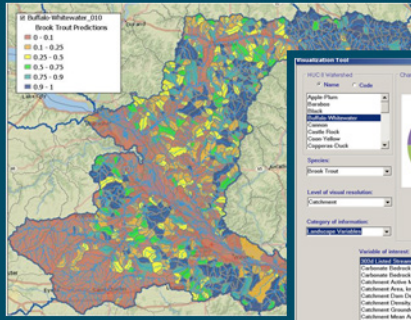 Buffalo-Whitewater_010
Brook Trout Predictions
0 - 0.1
0.1 - 0.25
0.25 - 0.5
0.5 - 0.75
0.75 - 0.9
0.9 - 1
Visualization Tool
HUC 8 Watershed
Name
Code
Apple-Plum
Baraboo
Black
Buffalo-Whitewater
Cannon
Castle Rock
Coon-Yellow
Copperas-Duck
Species:
Brook Trout
Level of visual resolution:
Catchment
Category of information:
Landscape Variables
Variable of interest:
303d Listed Stream
Carbonate Bedrock
Carbonate Bedrock
Catchment Active M
Catchment Area,
Catchment Dam De
Catchment Density,
Catchment Ground
Catchment Mean A